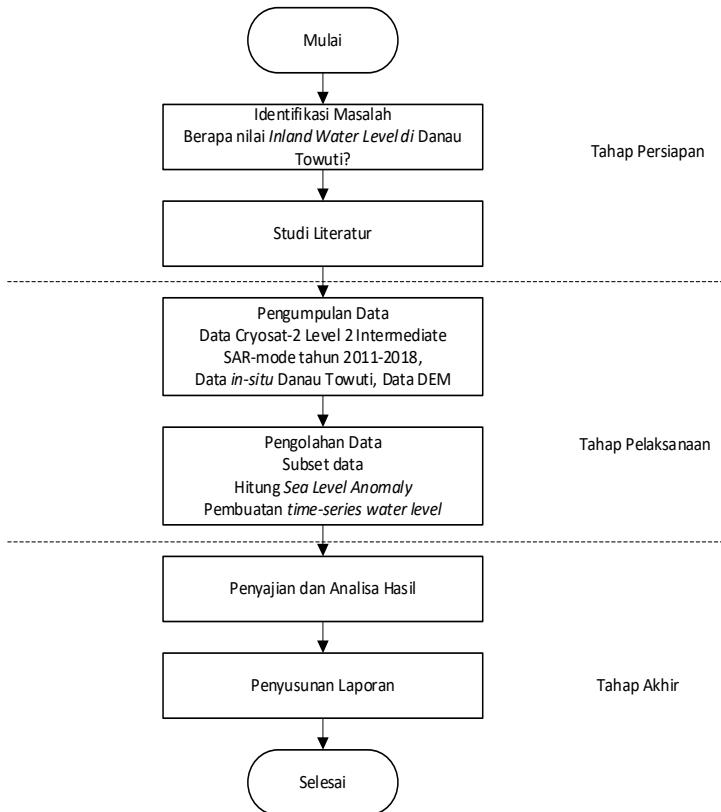 Mulai
Identifikasi Masalah
Berapa nilai Inland Water Level di Danau
Towuti?
Tahap Persiapan
Studi Literatur
Pengumpulan Data
Data Cryosat-2 Level 2 Intermediate
SAR-mode tahun 2011-2018,
Data in-situ Danau Towuti, Data DEM
Pengolahan Data
Subset data
Hitung Sea Level Anomaly
Pembuatan time-series water level
Tahap Pelaksanaan
Penyajian dan Analisa Hasil
Penyusunan Laporan
Tahap Akhir
Selesai